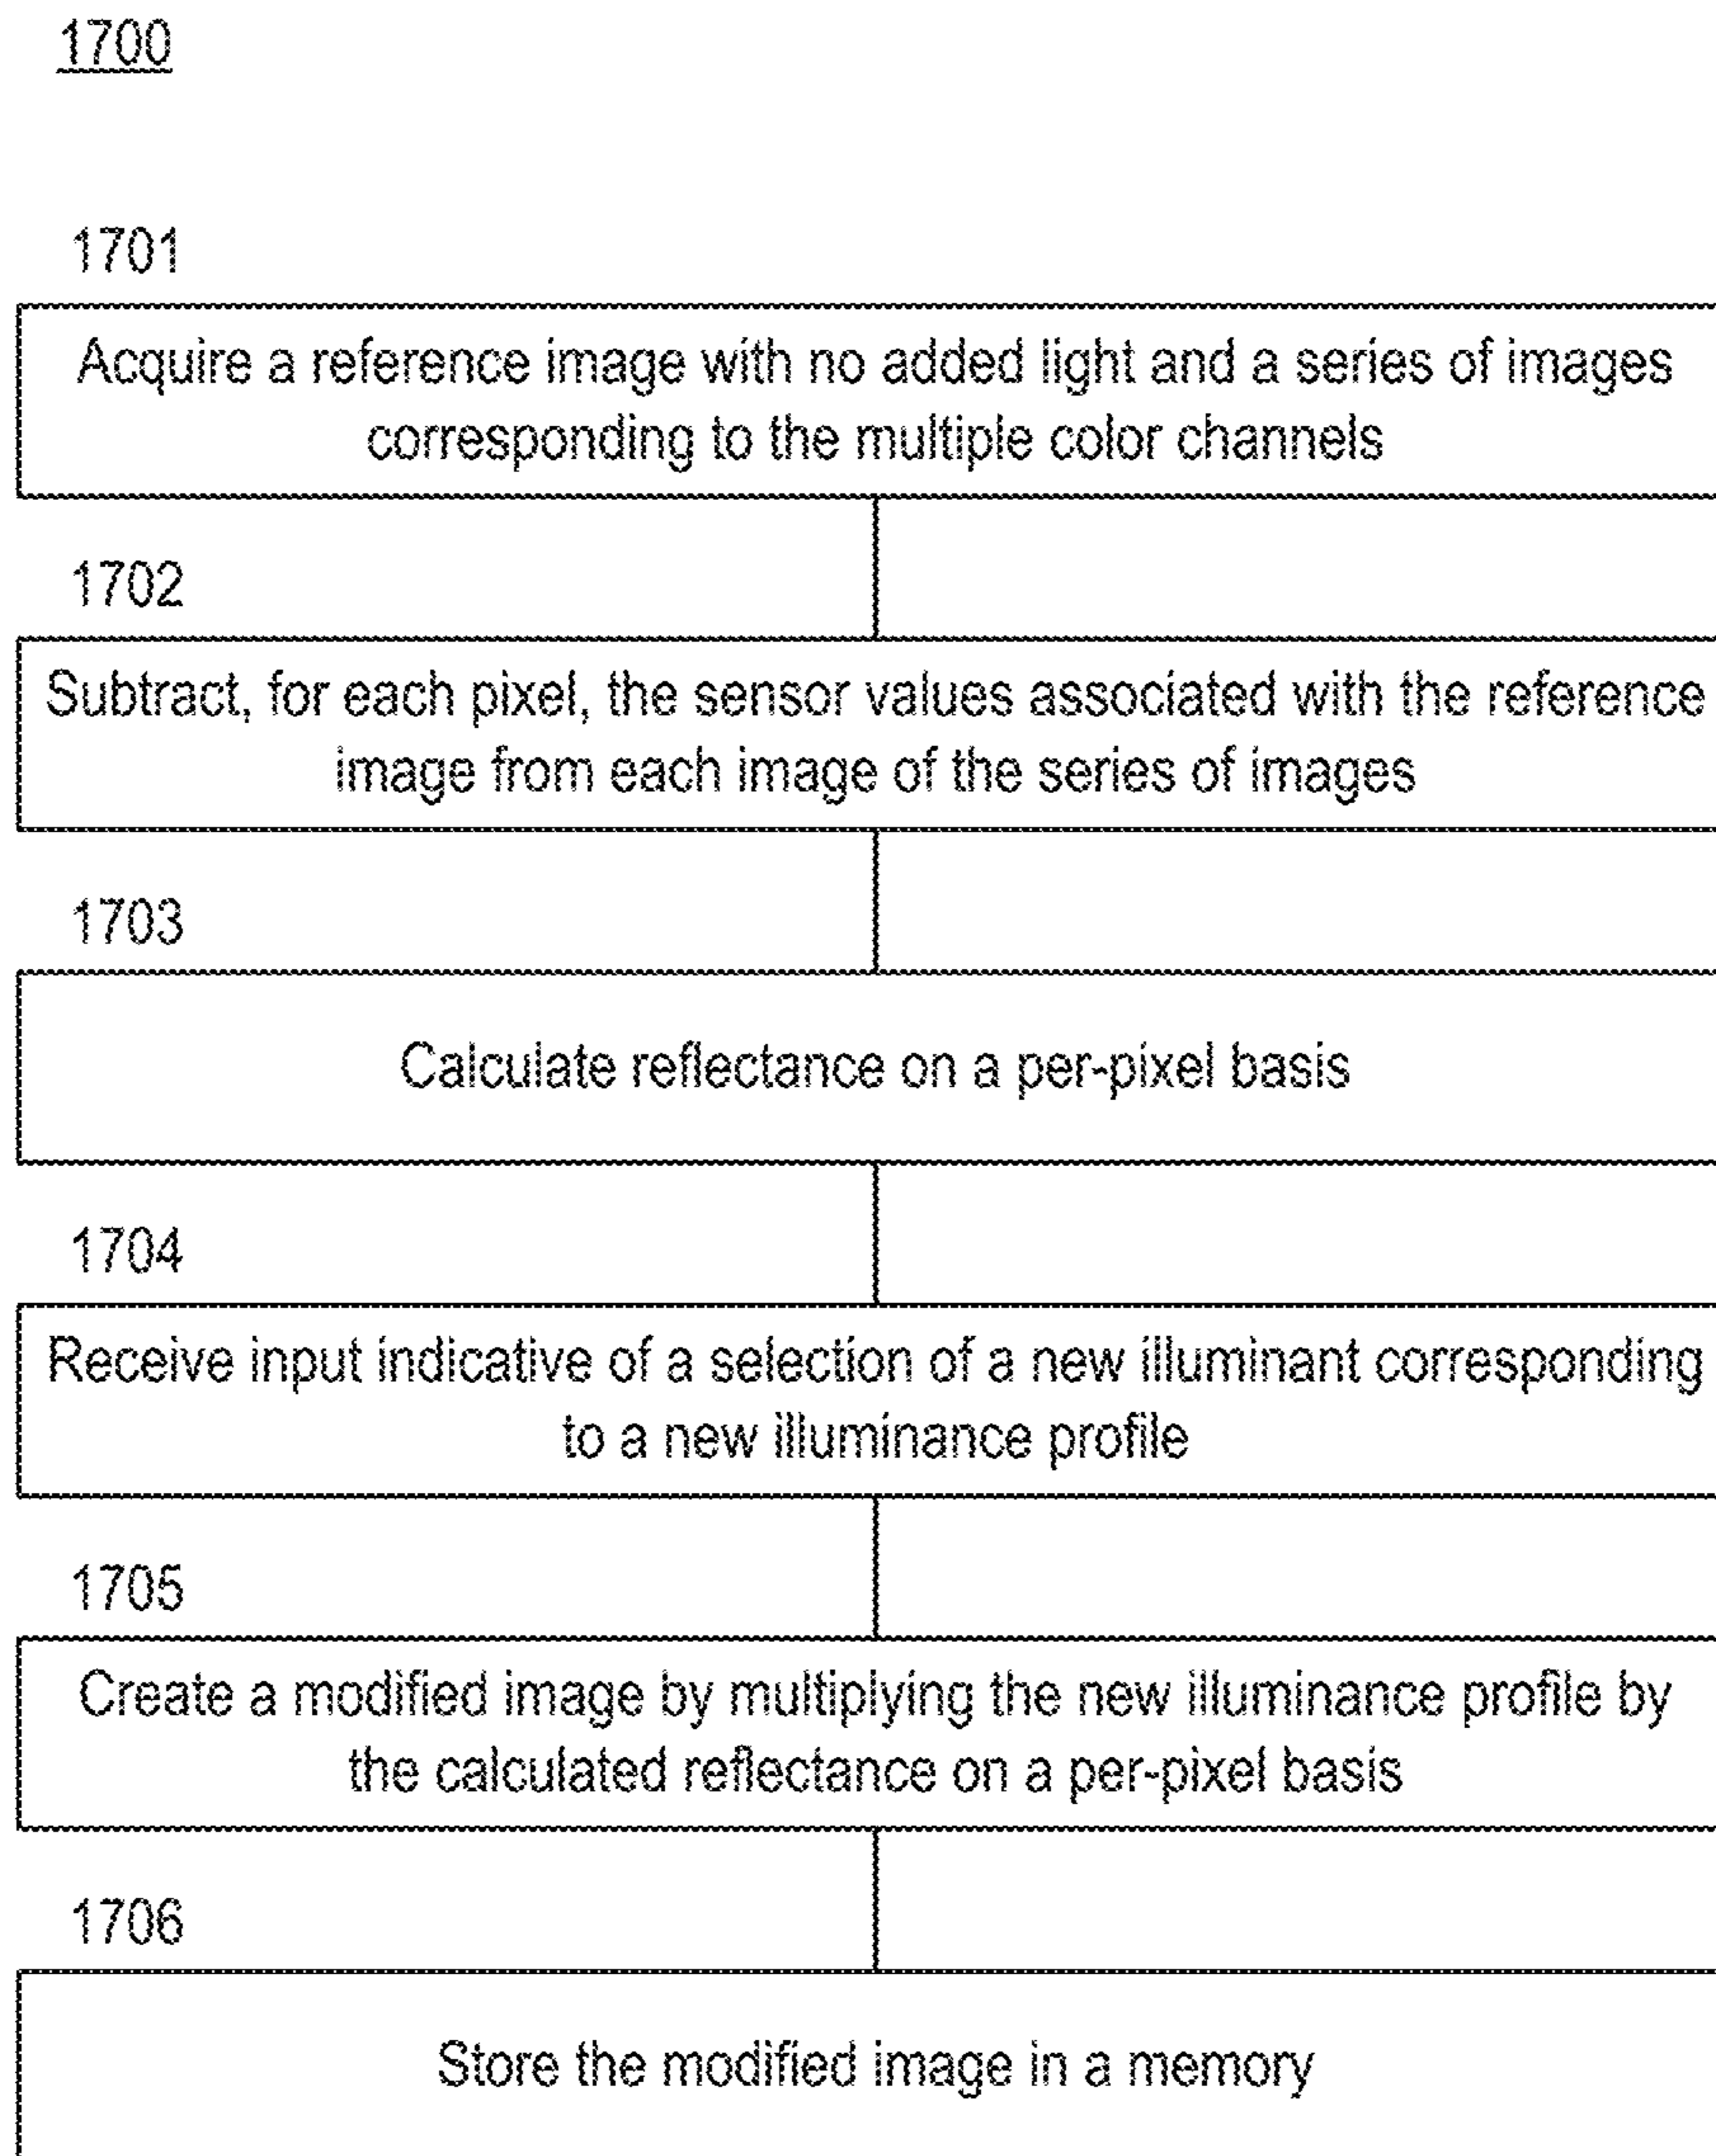 1700
1701
Acquire a reference image with no added light and a series of images
corresponding to the multiple color channels
1702
Subtract, for each pixel, the sensor values associated with the reference
image from each image of the series of images
1703
Calculate reflectance on a per-pixel basis
1704
Receive input indicative of a selection of a new illuminant corresponding
to a new illuminance profile
1705
Create a modified image by multiplying the new illuminance profile by
the calculated reflectance on a per-pixel basis
1706
Store the modified image in a memory